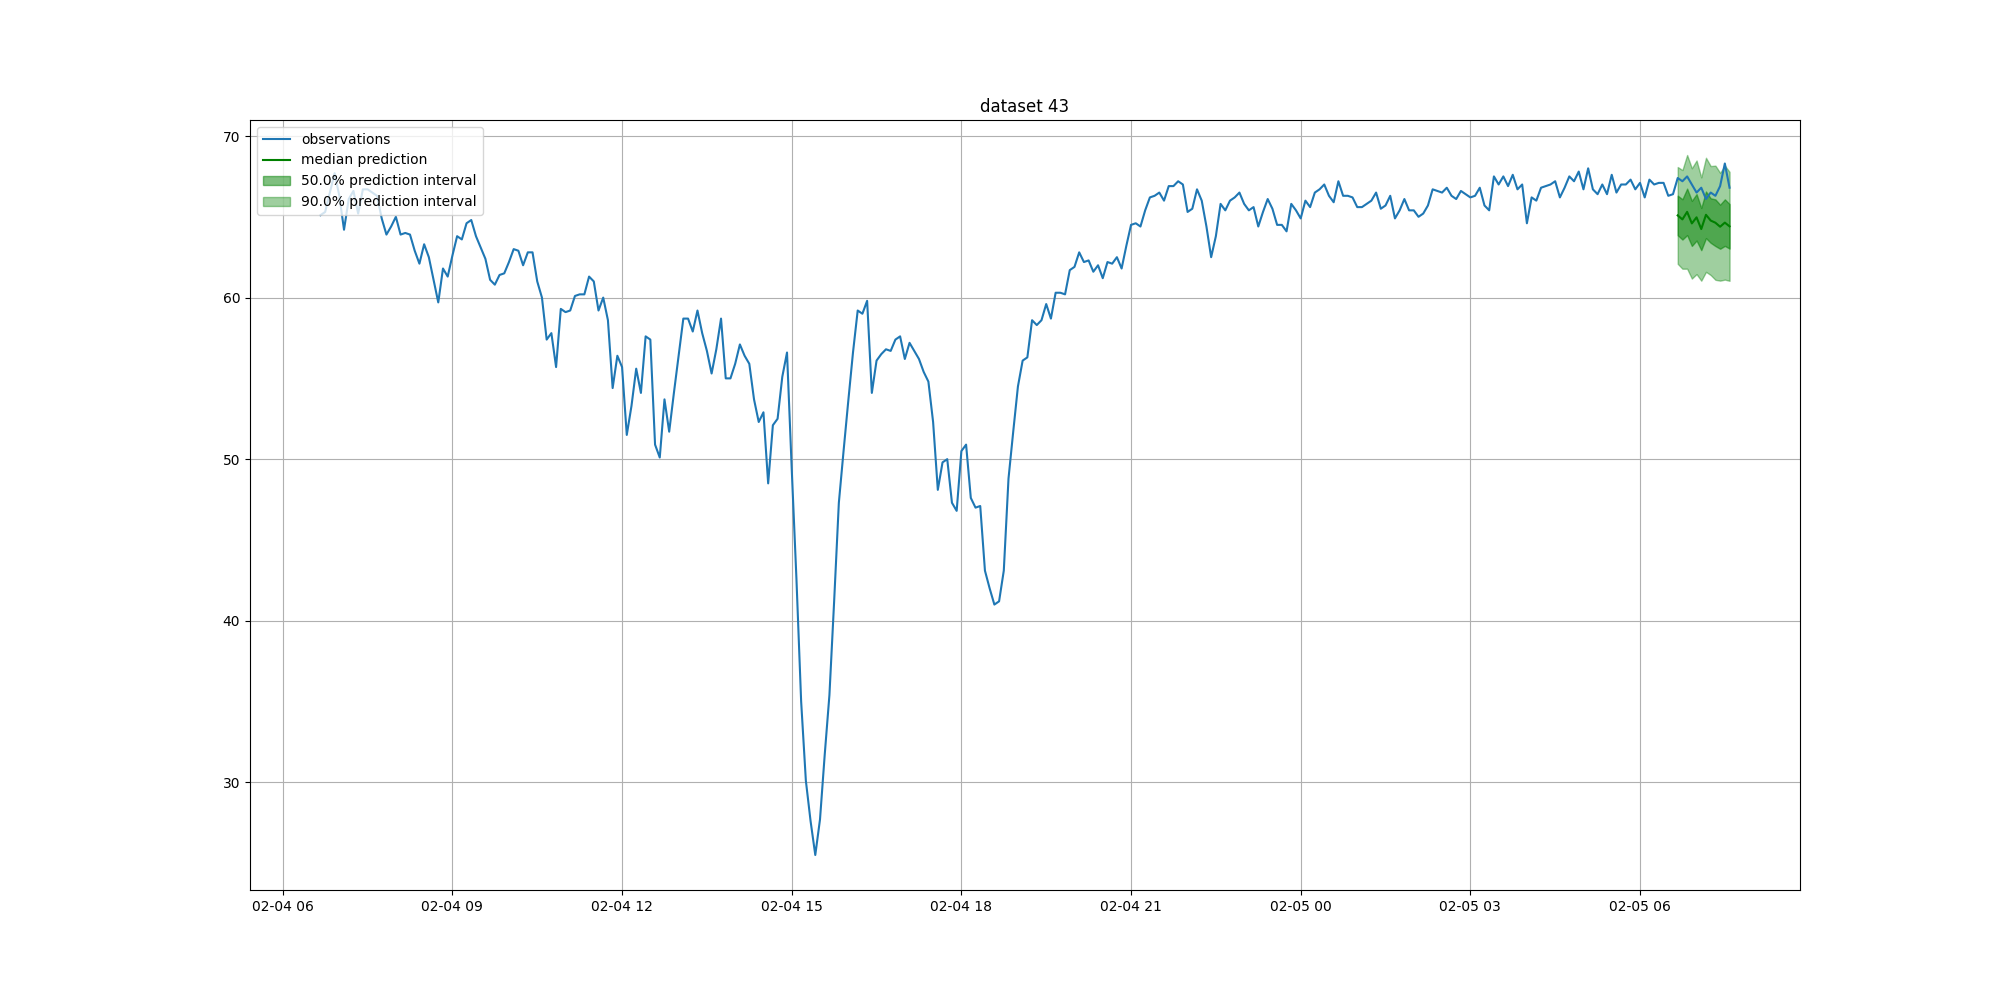 dataset 43
observations
median prediction
50.0% prediction interval
90.0% prediction interval
70
60
50
40
30
02-04 06 02-04 09 02-04 12 02-04 15 02-04 18 02-04 21 02-05 00 02-05 03 02-05 06